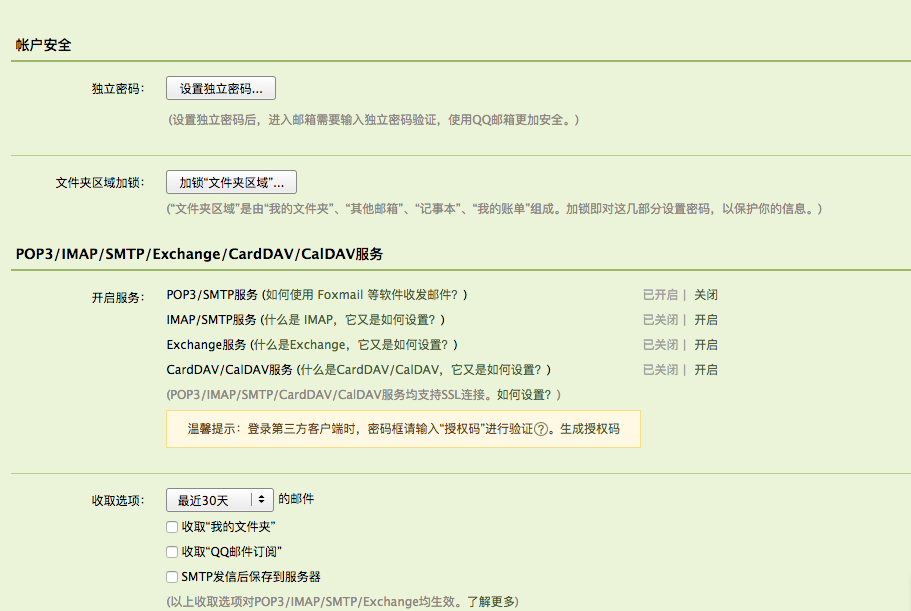 帐户安全
独立密码： 设置独立密码...
(设置独立密码后，进入邮箱需要输入独立密码验证，使用QQ邮箱更加安全。)
文件夹区域加锁： 加锁“文件夹区域”...
(“文件夹区域”是由“我的文件夹”、“其他邮箱”、“记事本”、“我的账单”组成。加锁即对这几部分设置密码，以保护你的信息。)
POP3/IMAP/SMTP/Exchange/CardDAV/CalDAV服务
开启服务： POP3/SMTP服务 (如何使用 Foxmail 等软件收发邮件？) 已开启 | 关闭
IMAP/SMTP服务 (什么是 IMAP，它又是如何设置？) 已关闭 | 开启
Exchange服务 (什么是Exchange，它又是如何设置？) 已关闭 | 开启
CardDAV/CalDAV服务 (什么是CardDAV/CalDAV，它又是如何设置？) 已关闭 | 开启
(POP3/IMAP/SMTP/CardDAV/CalDAV服务均支持SSL连接。如何设置？)
温馨提示：登录第三方客户端时，密码框请输入“授权码”进行验证?。生成授权码
收取选项： 最近30天 的邮件
收取“我的文件夹”
收取“QQ邮件订阅”
SMTP发信后保存到服务器
(以上收取选项对POP3/IMAP/SMTP/Exchange均生效。了解更多)